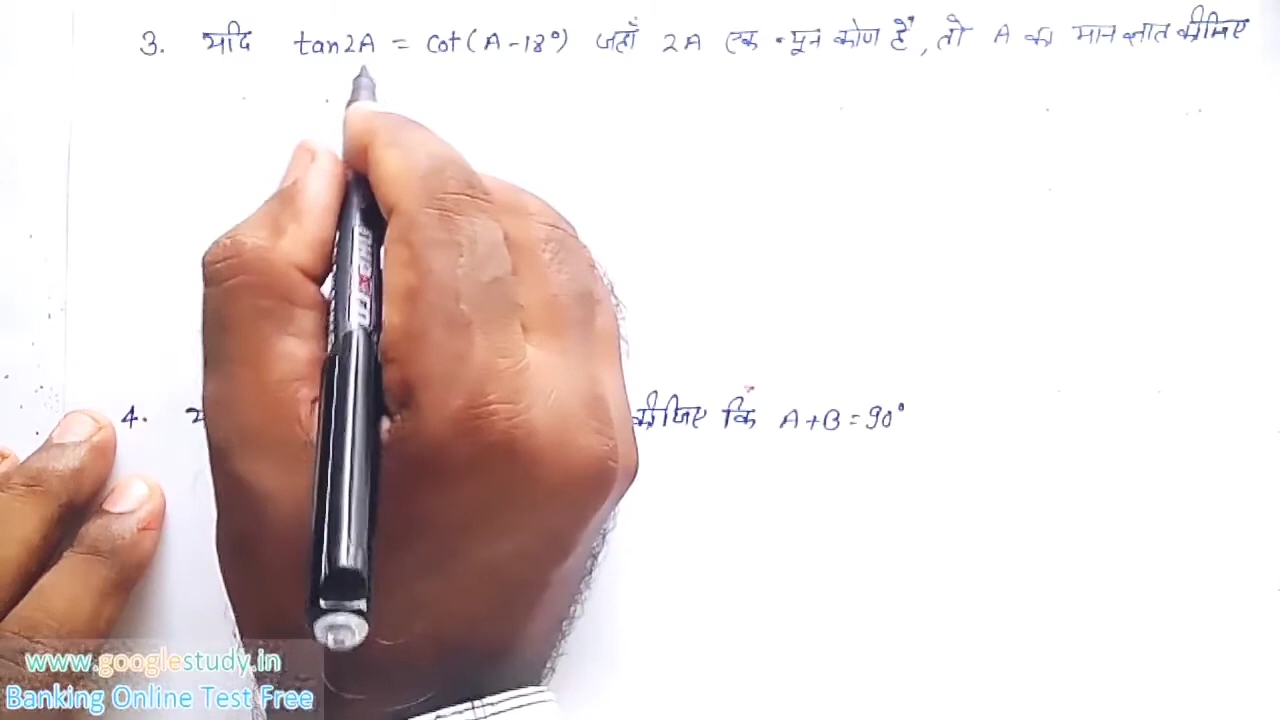 3. यदि tan2A = cot(A-18°) जहाँ 2A एक न्यून कोण है, तो A का मान ज्ञात कीजिए
4. कीजिए कि A+B=90°
www.googlestudy.in
Banking Online Test Free